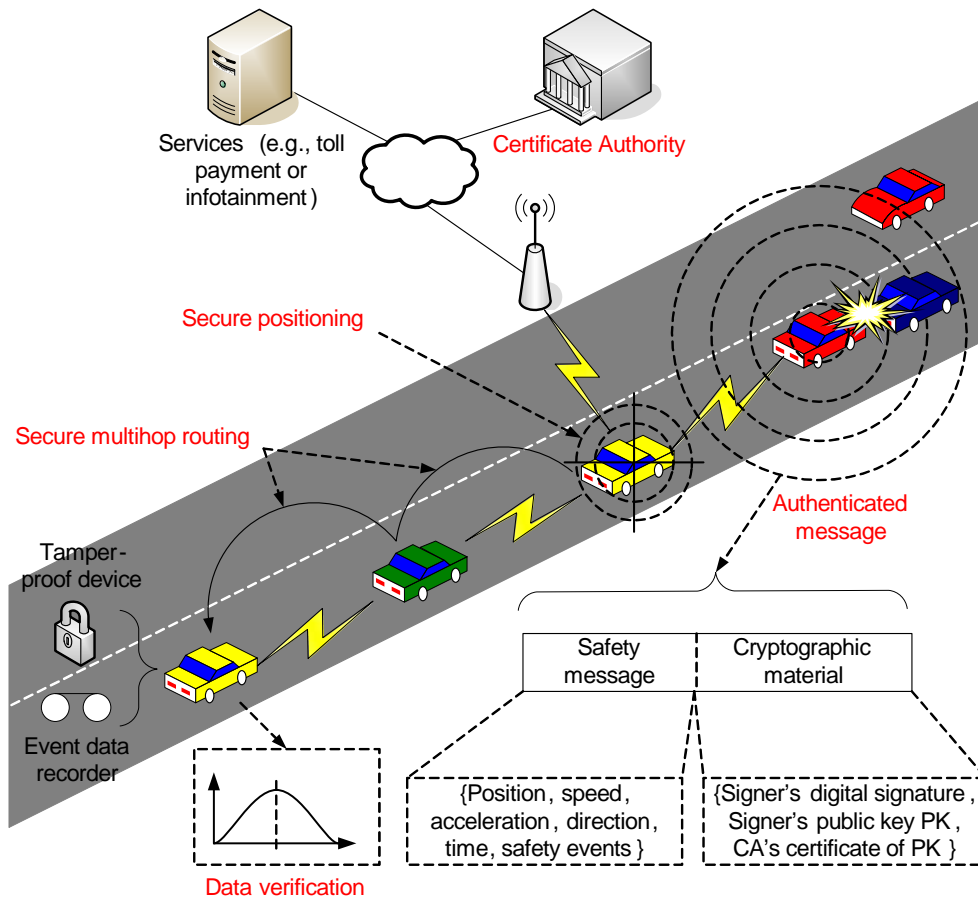 Services (e.g., toll
payment or
infotainment)
Certificate Authority
Secure positioning
Secure multihop routing
Authenticated
message
Tamper-
proof device
Event data
recorder
Safety
message
Cryptographic
material
{Position, speed,
acceleration, direction,
time, safety events}
{Signer's digital signature,
Signer's public key PK,
CA's certificate of PK}
Data verification